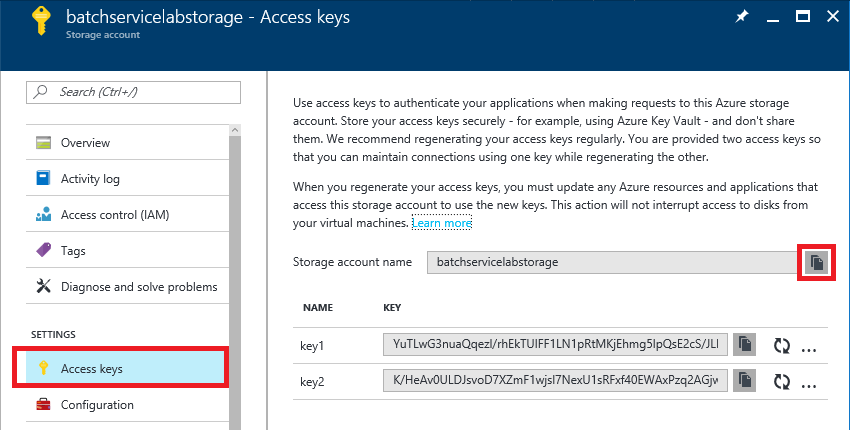 batchservicelabstorage - Access keys
Storage account
Search (Ctrl+/)
Overview
Activity log
Access control (IAM)
Tags
Diagnose and solve problems
SETTINGS
Access keys
Configuration
Use access keys to authenticate your applications when making requests to this Azure storage
account. Store your access keys securely - for example, using Azure Key Vault - and don't share
them. We recommend regenerating your access keys regularly. You are provided two access keys so
that you can maintain connections using one key while regenerating the other.
When you regenerate your access keys, you must update any Azure resources and applications that
access this storage account to use the new keys. This action will not interrupt access to disks from
your virtual machines. Learn more
Storage account name batchservicelabstorage
NAME KEY
key1
key2